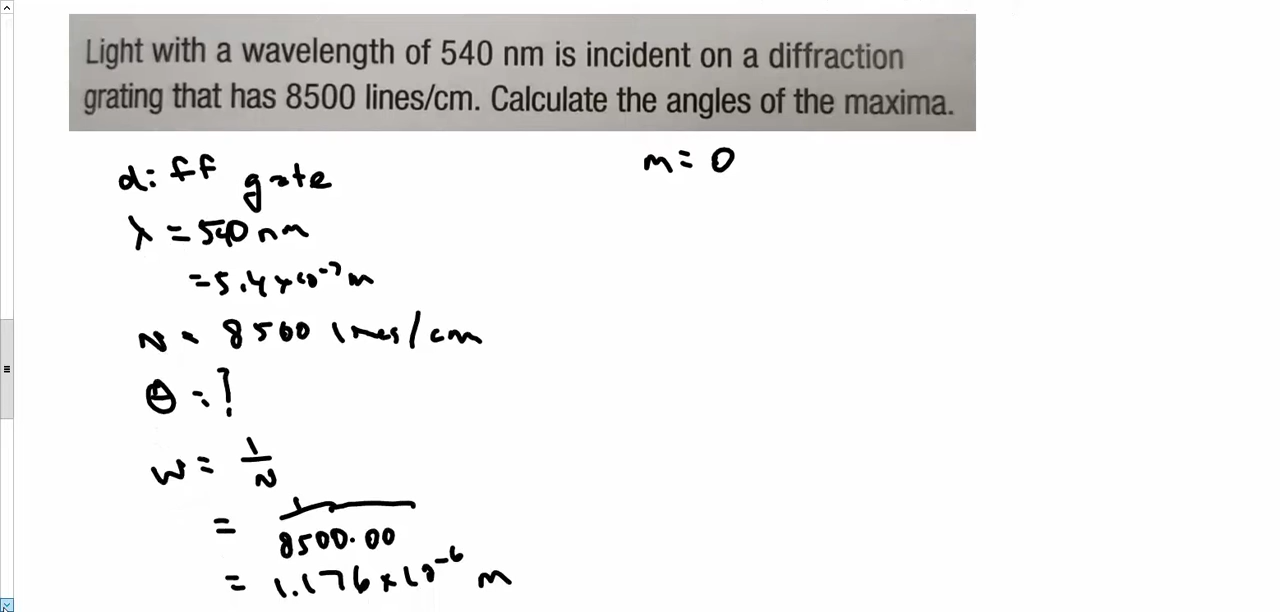 Light with a wavelength of 540 nm is incident on a diffraction
grating that has 8500 lines/cm. Calculate the angles of the maxima.
m = 0
diff gate
λ = 540 nm
= 5.4 × 10⁻⁷ m
N = 8500 lines/cm
θ = ?
W = 1/N
= 1/8500.00
= 1.176 × 10⁻⁶ m